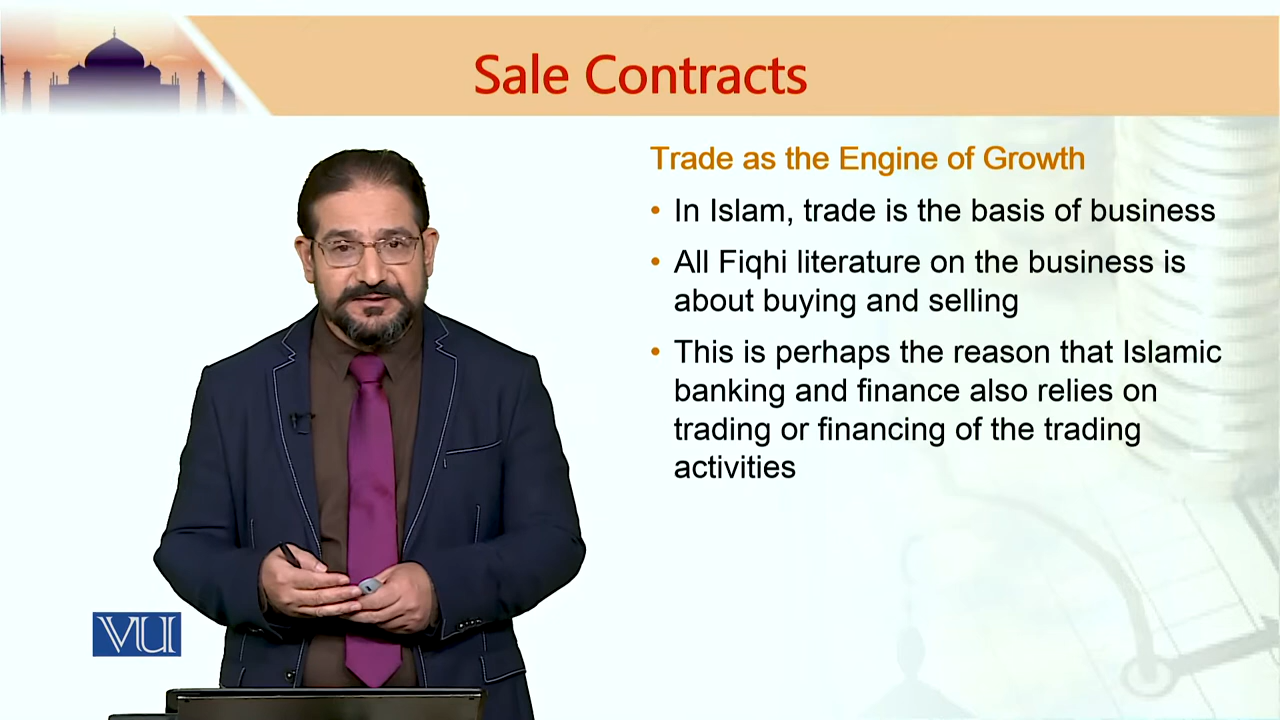 Sale Contracts
Trade as the Engine of Growth
• In Islam, trade is the basis of business
• All Fiqhi literature on the business is
about buying and selling
• This is perhaps the reason that Islamic
banking and finance also relies on
trading or financing of the trading
activities
VU